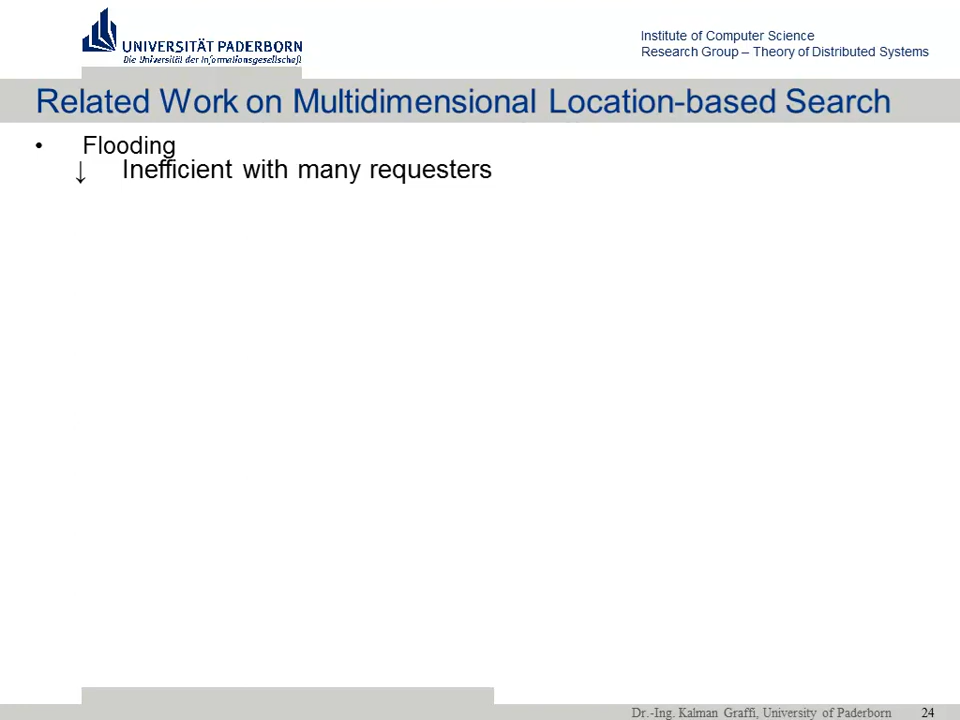 UNIVERSITÄT PADERBORN
Die Universität der Informationsgesellschaft
Institute of Computer Science
Research Group – Theory of Distributed Systems
Related Work on Multidimensional Location-based Search
• Flooding
↓ Inefficient with many requesters
Dr.-Ing. Kalman Graffi, University of Paderborn 24